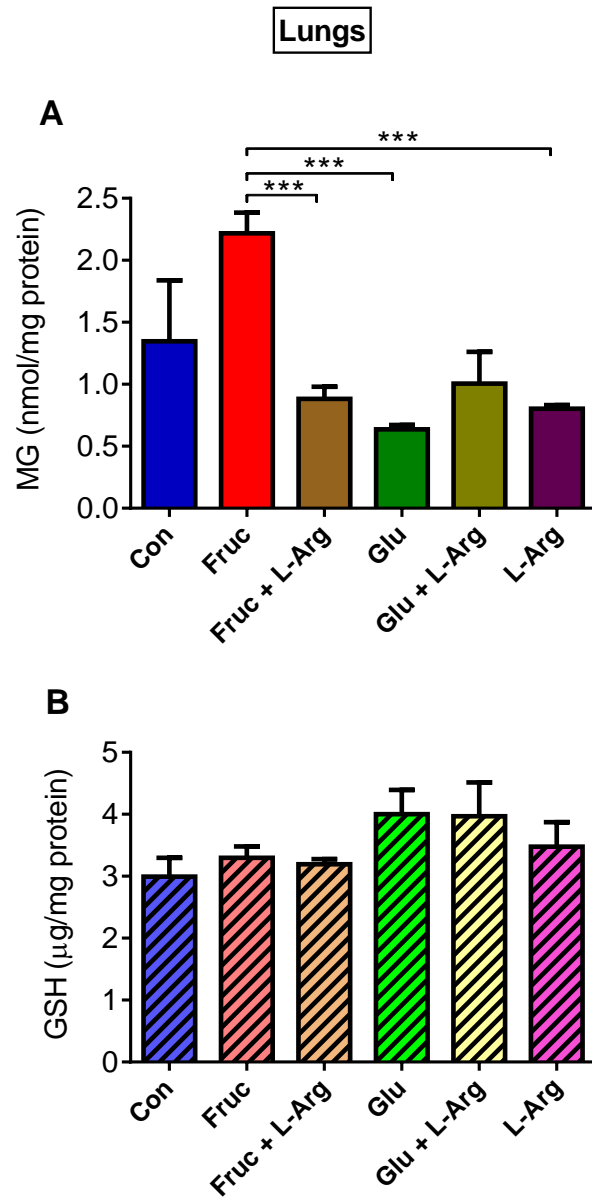 Lungs
A
***
***
***
MG (nmol/mg protein)
2.5
2.0
1.5
1.0
0.5
0.0
Con
Fruc
Fruc + L-Arg
Glu
Glu + L-Arg
L-Arg
B
GSH (μg/mg protein)
5
4
3
2
1
0
Con
Fruc
Fruc + L-Arg
Glu
Glu + L-Arg
L-Arg